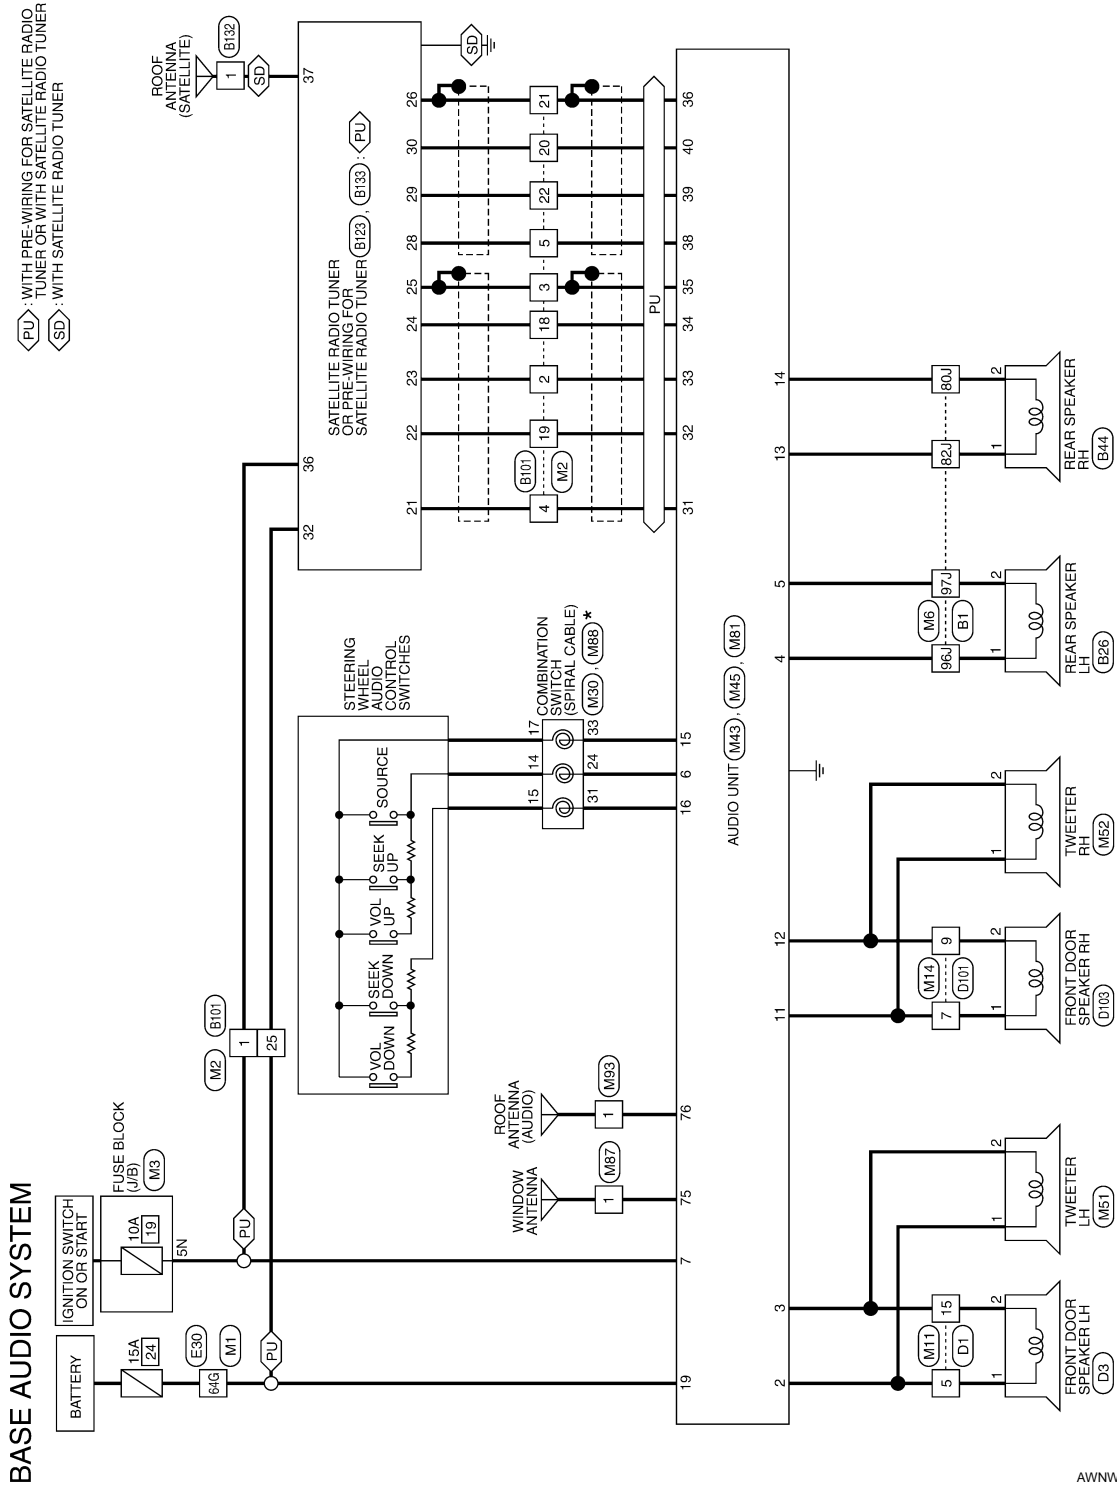 BASE AUDIO SYSTEM
PU : WITH PRE-WIRING FOR SATELLITE RADIO
TUNER OR WITH SATELLITE RADIO TUNER
SD : WITH SATELLITE RADIO TUNER
BATTERY
IGNITION SWITCH
ON OR START
15A
24
10A
19
FUSE BLOCK
(J/B)
M3
5N
E30
64G
M1
PU
PU
M2
B101
1
25
32
36
37
ROOF
ANTENNA
(SATELLITE)
1
B132
SD
SATELLITE RADIO TUNER
OR PRE-WIRING FOR
SATELLITE RADIO TUNER
B123 , B133 : PU
SD
21 22 23 24 25 28 29 30 26
B101
M2
4 19 2 18 3 5 22 20 21
PU
31 32 33 34 35 38 39 40 36
STEERING
WHEEL
AUDIO
CONTROL
SWITCHES
VOL
DOWN
SEEK
DOWN
VOL
UP
SEEK
UP
SOURCE
15 14 17
31 24 33
COMBINATION
SWITCH
(SPIRAL CABLE)
M30 , M88 *
16 6 15
WINDOW
ANTENNA
1
M87
ROOF
ANTENNA
(AUDIO)
1
M93
19 7 75 76
AUDIO UNIT M43 , M45 , M81
2 3 11 12 4 5 13 14
M11
D1
5 15
1 2
FRONT DOOR
SPEAKER LH
D3
1 2
TWEETER
LH
M51
M14
D101
7 9
1 2
FRONT DOOR
SPEAKER RH
D103
1 2
TWEETER
RH
M52
M6
B1
96J 97J 82J 80J
1 2
REAR SPEAKER
LH
B26
1 2
REAR SPEAKER
RH
B44